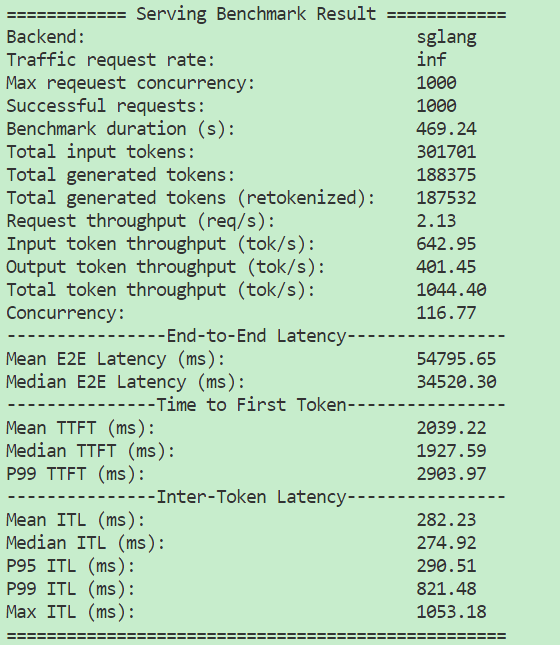 ============ Serving Benchmark Result ============
Backend:                                 sglang
Traffic request rate:                    inf
Max reqeuest concurrency:                1000
Successful requests:                     1000
Benchmark duration (s):                  469.24
Total input tokens:                      301701
Total generated tokens:                  188375
Total generated tokens (retokenized):    187532
Request throughput (req/s):              2.13
Input token throughput (tok/s):          642.95
Output token throughput (tok/s):         401.45
Total token throughput (tok/s):          1044.40
Concurrency:                             116.77
----------------End-to-End Latency----------------
Mean E2E Latency (ms):                   54795.65
Median E2E Latency (ms):                 34520.30
---------------Time to First Token----------------
Mean TTFT (ms):                          2039.22
Median TTFT (ms):                        1927.59
P99 TTFT (ms):                           2903.97
---------------Inter-Token Latency----------------
Mean ITL (ms):                           282.23
Median ITL (ms):                         274.92
P95 ITL (ms):                            290.51
P99 ITL (ms):                            821.48
Max ITL (ms):                            1053.18
==================================================